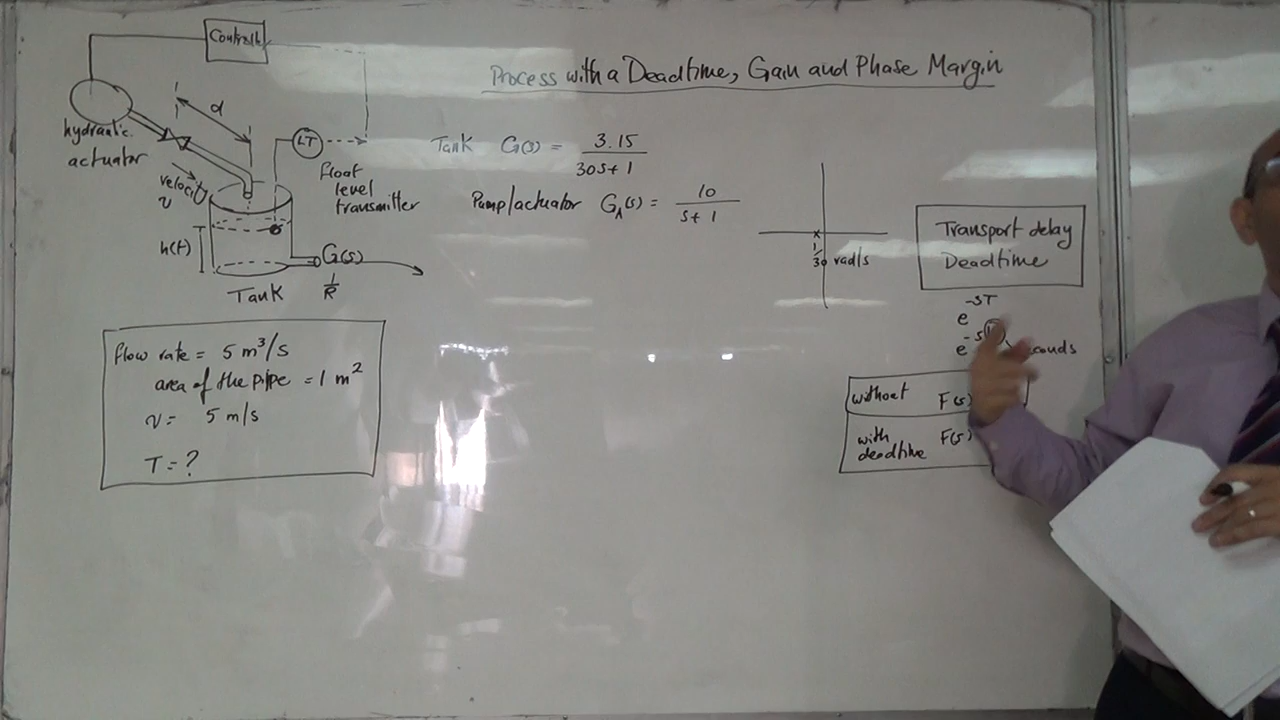 Process with a Deadtime, Gain and Phase Margin
d
hydraulic
actuator
velocity
v
LT
float
level
transmitter
h(t)
G(s)
1/R
Tank
Tank G(s) = 3.15 / 30s + 1
Pump/actuator G_A(s) = 10 / s + 1
x
1/30 rad/s
Transport delay
Deadtime
e^-sT
e^-s
without F(s)
with F(s)
deadtime
flow rate = 5 m³/s
area of the pipe = 1 m²
v = 5 m/s
T = ?